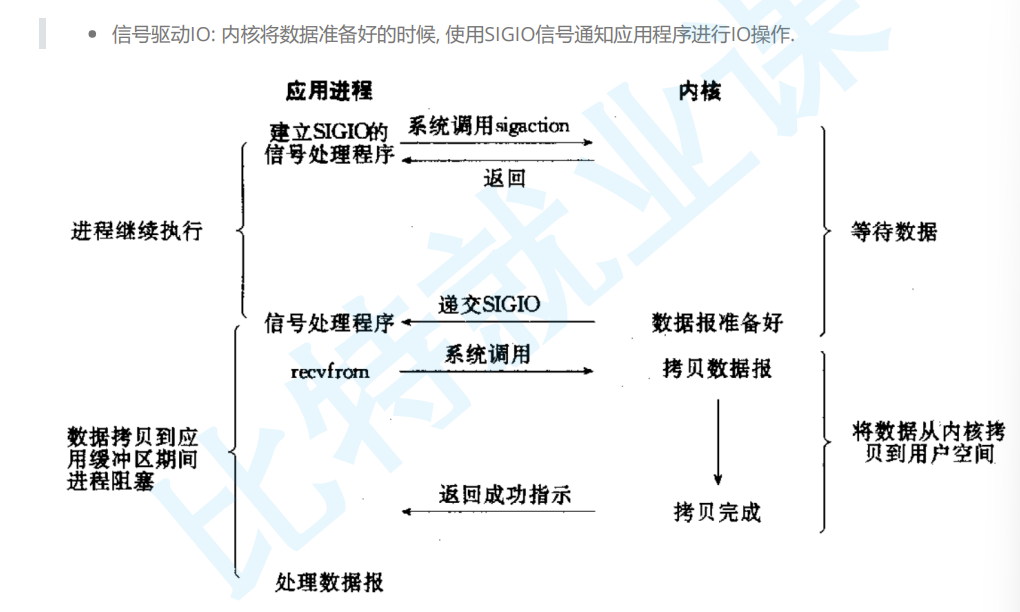 信号驱动IO: 内核将数据准备好的时候, 使用SIGIO信号通知应用程序进行IO操作.
应用进程
内核
建立SIGIO的
信号处理程序
系统调用sigaction
返回
进程继续执行
等待数据
递交SIGIO
信号处理程序
数据报准备好
系统调用
recvfrom
拷贝数据报
数据拷贝到应
用缓冲区期间
进程阻塞
将数据从内核拷
贝到用户空间
返回成功指示
拷贝完成
处理数据报
比特就业课